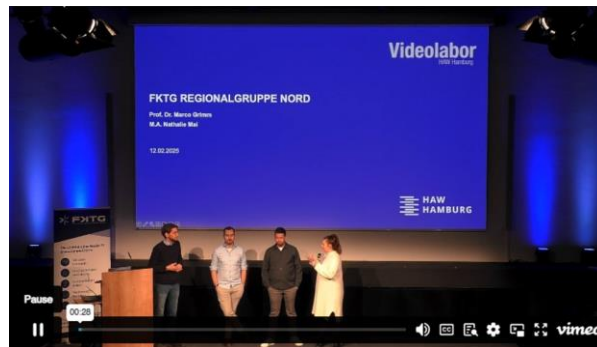 Videolabor
HAW Hamburg
FKTG REGIONALGRUPPE NORD
Prof. Dr. Marco Grimm
M.A. Nathalie Mai
12.02.2025
HAW
HAMBURG
FKTG
Pause
00:28
CC
vimeo